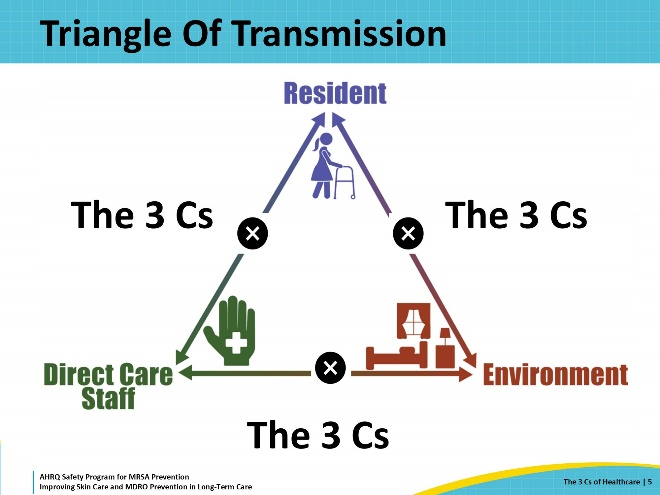 Triangle Of Transmission
Resident
The 3 Cs
The 3 Cs
Direct Care
Staff
Environment
The 3 Cs
AHRQ Safety Program for MRSA Prevention
Improving Skin Care and MDRO Prevention in Long-Term Care
The 3 Cs of Healthcare | 5